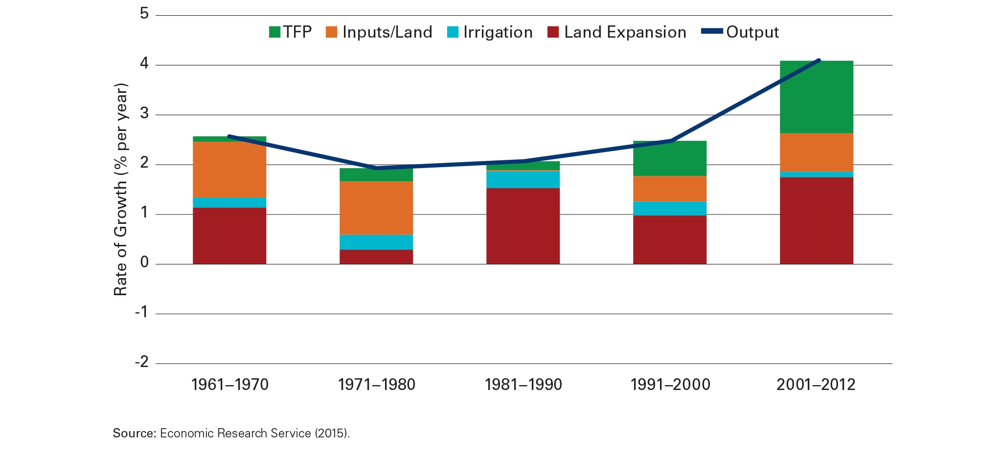 5
TFP Inputs/Land Irrigation Land Expansion Output
4
3
2
1
0
-1
-2
Rate of Growth (% per year)
1961–1970 1971–1980 1981–1990 1991–2000 2001–2012
Source: Economic Research Service (2015).